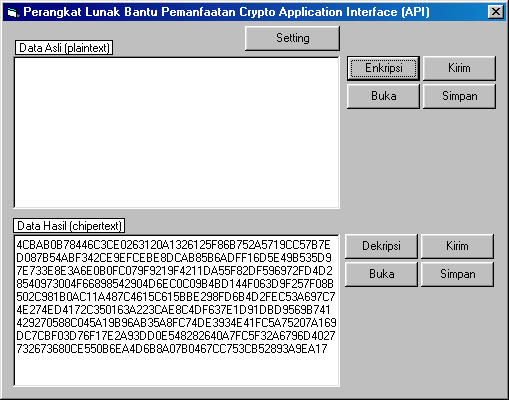 Perangkat Lunak Bantu Pemanfaatan Crypto Application Interface (API)
Setting
Data Asli (plaintext)
Enkripsi
Kirim
Buka
Simpan
Data Hasil (chipertext)
4CBAB0B78446C3CE0263120A1326125F86B752A5719CC57B7E
D087B54ABF342CE9EFCEBE8DCAB85B6ADFF16D5E49B535D9
7E733E8E3A6E0B0FC079F9219F4211DA55F82DF596972FD4D2
8540973004F66898542904D6EC0C09B4BD144F063D9F257F08B
502C981B0AC11A487C4615C615BBE298FD6B4D2FEC53A697C7
4E274ED4172C350163A223CAE8C4DF637E1D91DBD9569B741
429270588C045A19B96AB35A8FC74DE3934E41FC5A75207A169
DC7CBF03D76F17E2A93DD0E548282640A7FC5F32A6796D4027
732673680CE550B6EA4D6B8A07B0467CC753CB52893A9EA17
Dekripsi
Kirim
Buka
Simpan